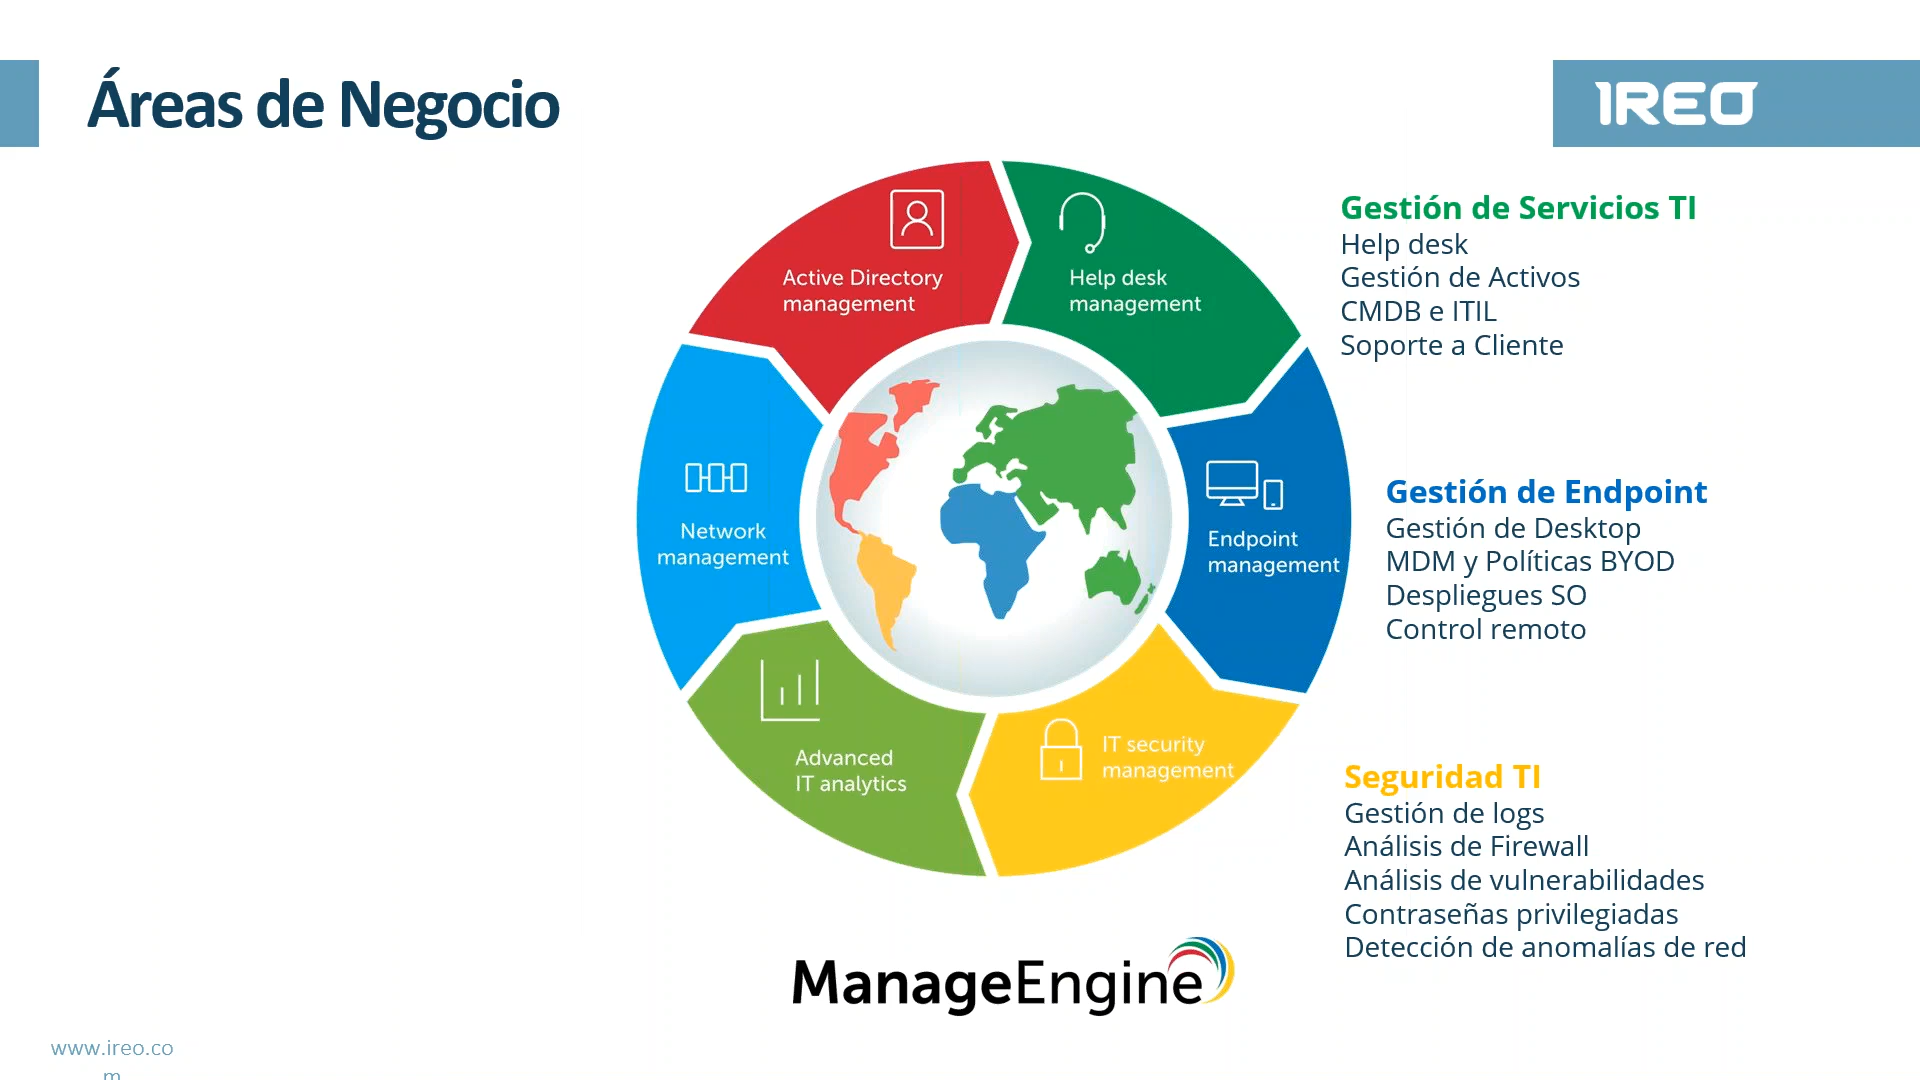 Áreas de Negocio
IREO
Active Directory
management
Help desk
management
Network
management
Endpoint
management
Advanced
IT analytics
IT security
management
Gestión de Servicios TI
Help desk
Gestión de Activos
CMDB e ITIL
Soporte a Cliente
Gestión de Endpoint
Gestión de Desktop
MDM y Políticas BYOD
Despliegues SO
Control remoto
Seguridad TI
Gestión de logs
Análisis de Firewall
Análisis de vulnerabilidades
Contraseñas privilegiadas
Detección de anomalías de red
ManageEngine
www.ireo.co
m